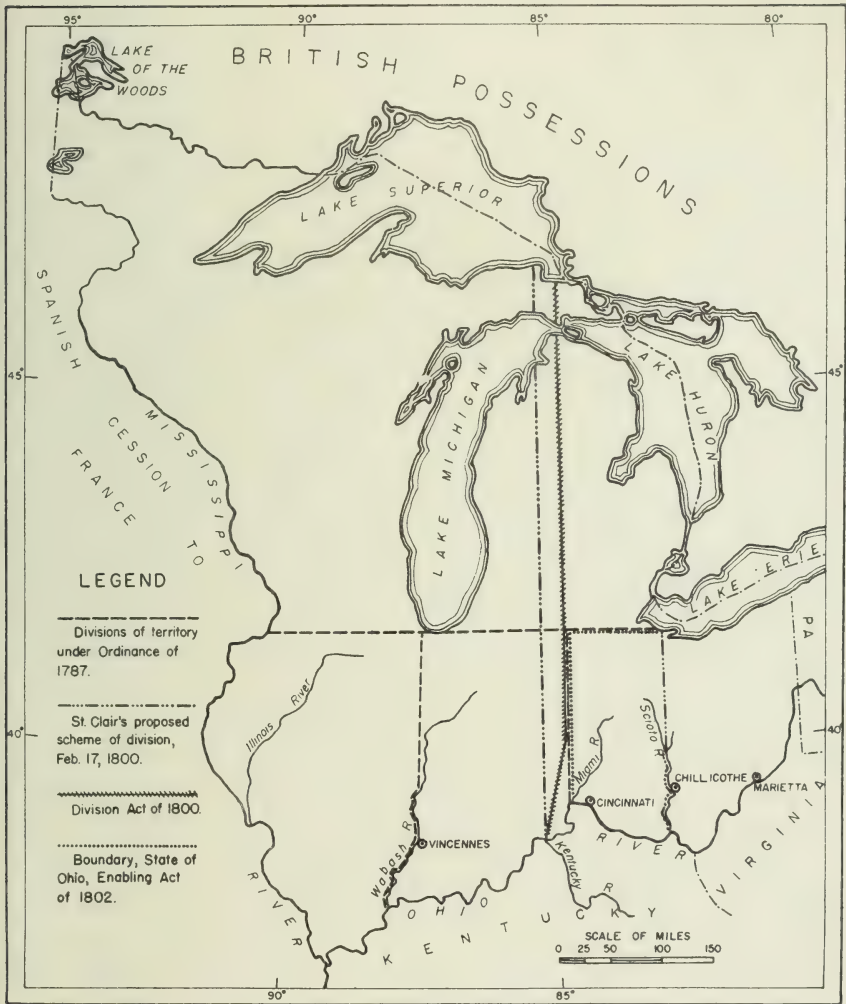 95°
90°
85°
80°
LAKE
OF THE
WOODS
BRITISH POSSESSIONS
LAKE SUPERIOR
SPANISH CESSION TO FRANCE
MISSISSIPPI
LAKE MICHIGAN
LAKE HURON
LAKE ERIE
45°
45°
LEGEND
Divisions of territory
under Ordinance of
1787.
St. Clair's proposed
scheme of division,
Feb. 17, 1800.
Division Act of 1800.
Boundary, State of
Ohio, Enabling Act
of 1802.
PA
40°
40°
Illinois River
Wabash R.
Miami R.
Scioto R.
CHILLICOTHE
MARIETTA
CINCINNATI
VINCENNES
RIVER
OHIO
RIVER
VIRGINIA
Kentucky R
KENTUCKY
SCALE OF MILES
0 25 50 100 150
90°
85°